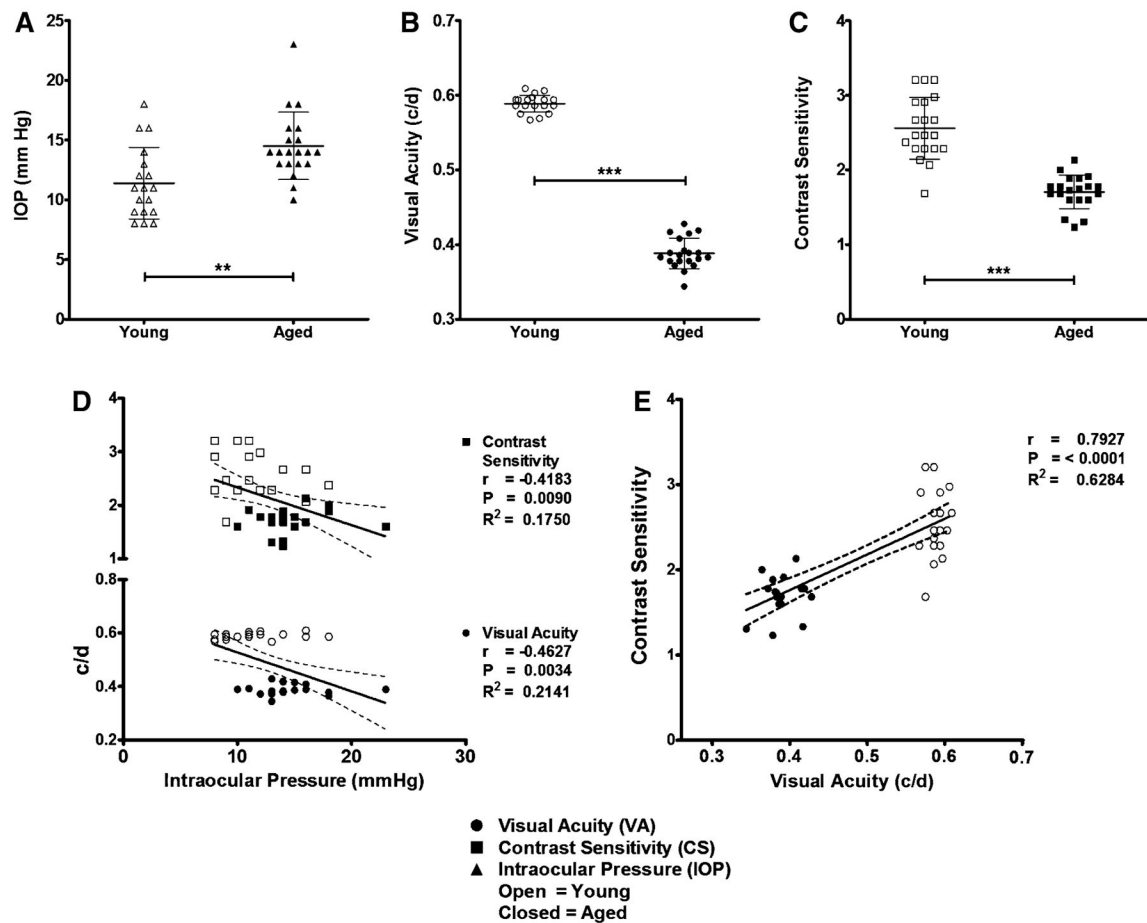 A
IOP (mm Hg)
25
20
15
10
5
0
**
Young Aged
B
Visual Acuity (c/d)
0.7
0.6
0.5
0.4
0.3
***
Young Aged
C
Contrast Sensitivity
4
3
2
1
0
***
Young Aged
D
4
3
2
1
0.8
0.6
0.4
0.2
c/d
0 10 20 30
Intraocular Pressure (mmHg)
Contrast
Sensitivity
r = -0.4183
P = 0.0090
R² = 0.1750
Visual Acuity
r = -0.4627
P = 0.0034
R² = 0.2141
E
Contrast Sensitivity
4
3
2
1
0
0.3 0.4 0.5 0.6 0.7
Visual Acuity (c/d)
r = 0.7927
P = < 0.0001
R² = 0.6284
Visual Acuity (VA)
Contrast Sensitivity (CS)
Intraocular Pressure (IOP)
Open = Young
Closed = Aged